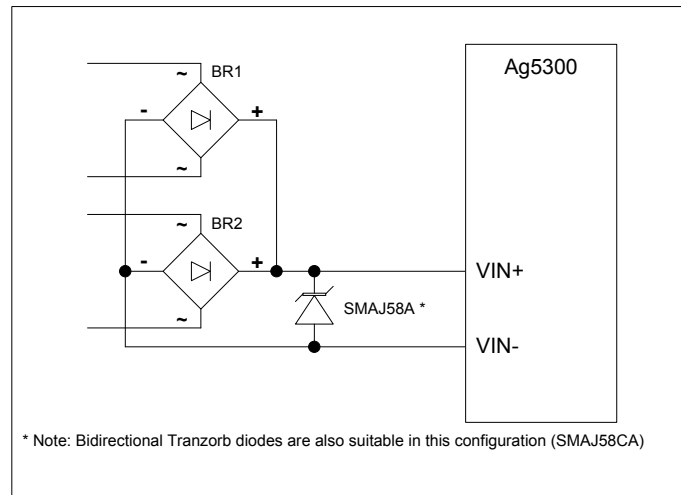 ~
BR1
Ag5300
-
+
~
~
BR2
-
+
VIN+
SMAJ58A *
~
VIN-
* Note: Bidirectional Tranzorb diodes are also suitable in this configuration (SMAJ58CA)